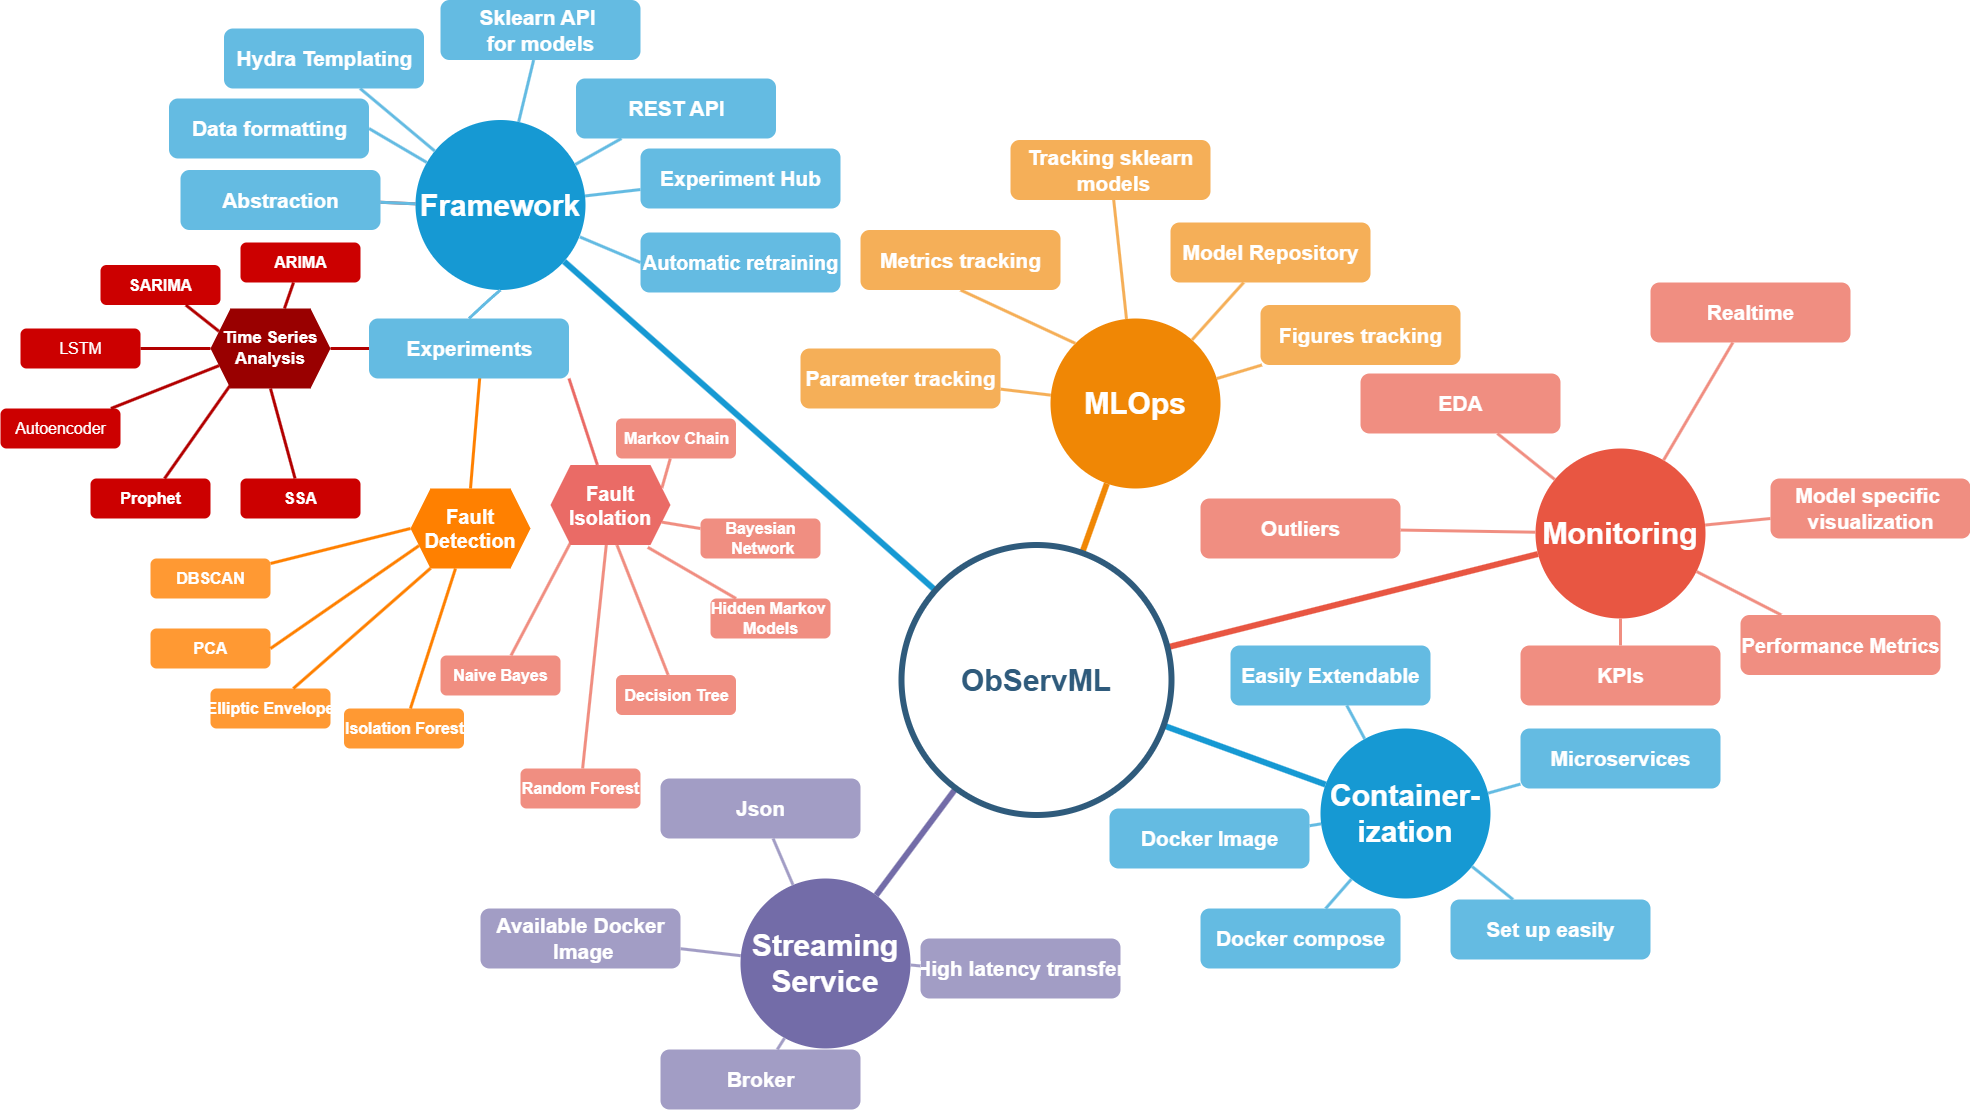 Sklearn API
for models
Hydra Templating
REST API
Data formatting
Experiment Hub
Abstraction
Framework
Automatic retraining
ARIMA
SARIMA
Time Series
Analysis
LSTM
Experiments
Autoencoder
Prophet
SSA
Markov Chain
Fault
Isolation
Fault
Detection
Bayesian
Network
DBSCAN
PCA
Elliptic Envelope
Isolation Forest
Hidden Markov
Models
Naive Bayes
Decision Tree
Random Forest
Tracking sklearn
models
Metrics tracking
Model Repository
Figures tracking
Parameter tracking
MLOps
Realtime
EDA
Model specific
visualization
Outliers
Monitoring
Performance Metrics
KPIs
ObServML
Easily Extendable
Microservices
Container-
ization
Docker Image
Docker compose
Set up easily
Json
Available Docker
Image
Streaming
Service
High latency transfer
Broker